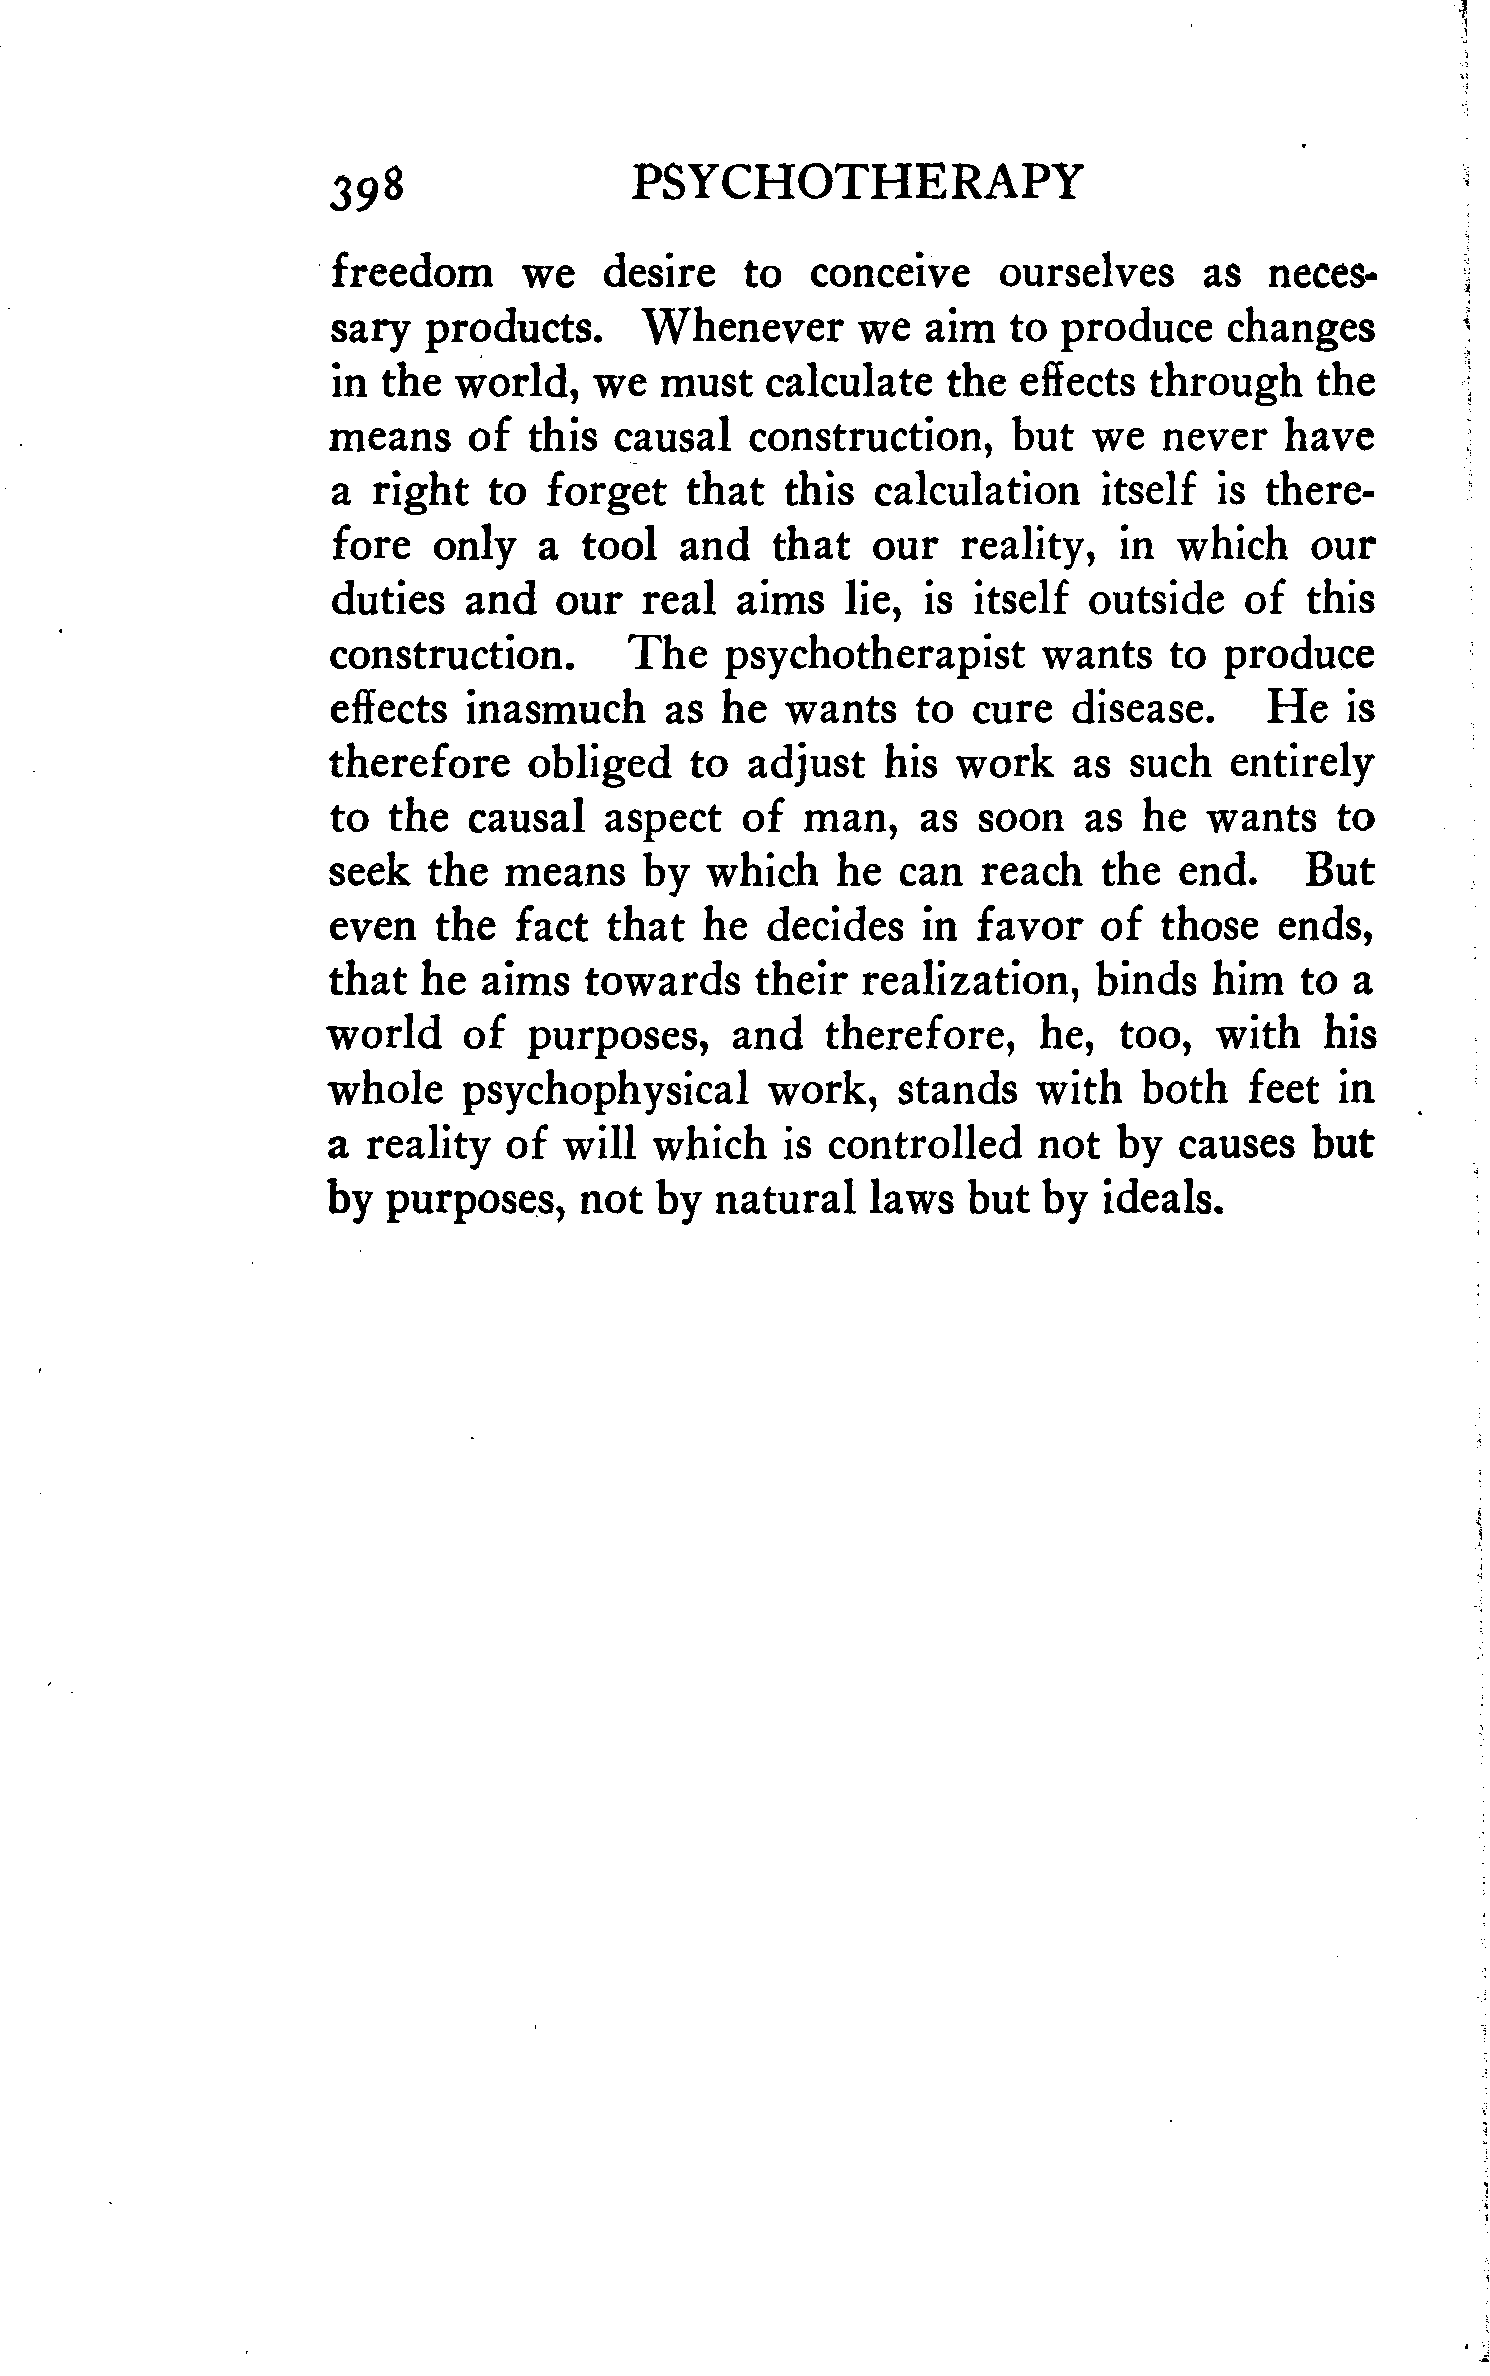 398 PSYCHOTHERAPY
freedom we desire to conceive ourselves as neces-
sary products. Whenever we aim to produce changes
in the world, we must calculate the effects through the
means of this causal construction, but we never have
a right to forget that this calculation itself is there-
fore only a tool and that our reality, in which our
duties and our real aims lie, is itself outside of this
construction. The psychotherapist wants to produce
effects inasmuch as he wants to cure disease. He is
therefore obliged to adjust his work as such entirely
to the causal aspect of man, as soon as he wants to
seek the means by which he can reach the end. But
even the fact that he decides in favor of those ends,
that he aims towards their realization, binds him to a
world of purposes, and therefore, he, too, with his
whole psychophysical work, stands with both feet in
a reality of will which is controlled not by causes but
by purposes, not by natural laws but by ideals.